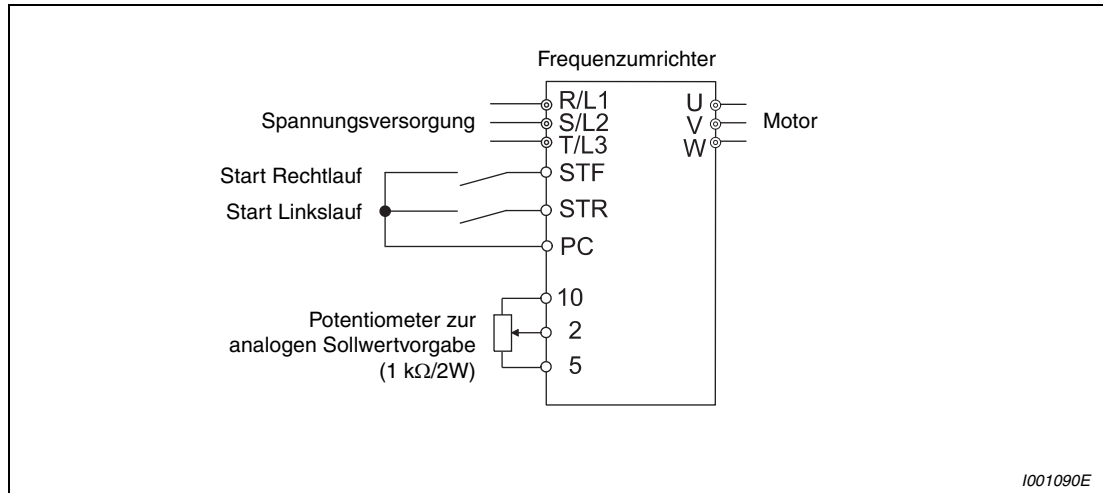 Frequenzumrichter
Spannungsversorgung
R/L1
S/L2
T/L3
U
V
W
Motor
Start Rechtlauf
STF
Start Linkslauf
STR
PC
Potentiometer zur
analogen Sollwertvorgabe
(1 kΩ/2W)
10
2
5
I001090E